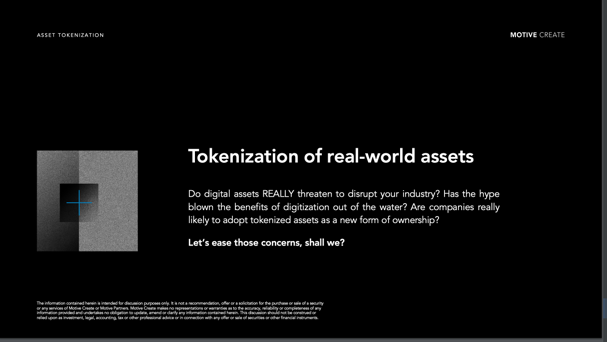 ASSET TOKENIZATION
MOTIVE CREATE
Tokenization of real-world assets
Do digital assets REALLY threaten to disrupt your industry? Has the hype
blown the benefits of digitization out of the water? Are companies really
likely to adopt tokenized assets as a new form of ownership?
Let's ease those concerns, shall we?
The information contained herein is intended for discussion purposes only. It is not a recommendation, offer or a solicitation for the purchase or sale of a security
or any services of Motive Create or Motive Partners. Motive Create makes no representations or warranties as to the accuracy, reliability or completeness of any
information provided and undertakes no obligation to update, amend or clarify any information contained herein. This discussion should not be construed or
relied upon as investment, legal, accounting, tax or other professional advice or in connection with any offer or sale of securities or other financial instruments.